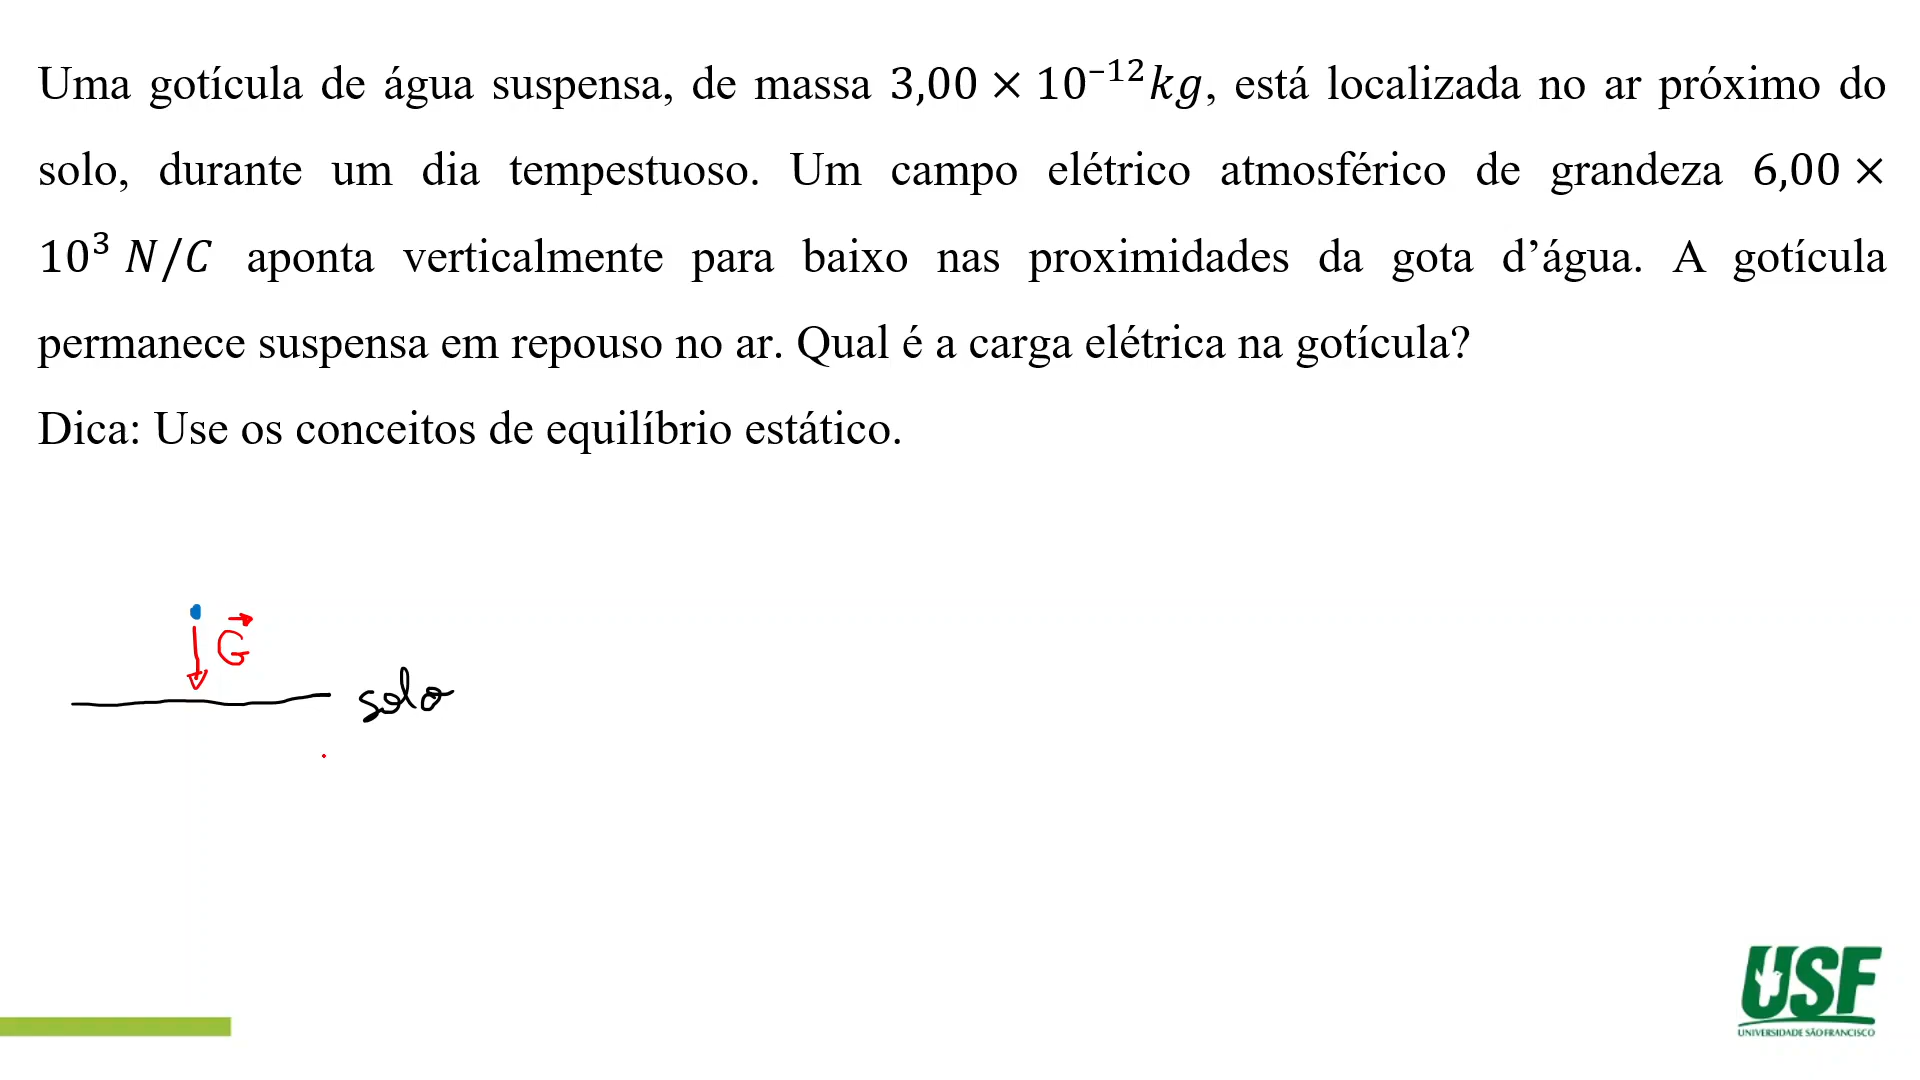 Uma gotícula de água suspensa, de massa 3,00 × 10⁻¹²kg, está localizada no ar próximo do
solo, durante um dia tempestuoso. Um campo elétrico atmosférico de grandeza 6,00 ×
10³ N/C aponta verticalmente para baixo nas proximidades da gota d’água. A gotícula
permanece suspensa em repouso no ar. Qual é a carga elétrica na gotícula?
Dica: Use os conceitos de equilíbrio estático.
G⃗
solo
USF
UNIVERSIDADE SÃO FRANCISCO